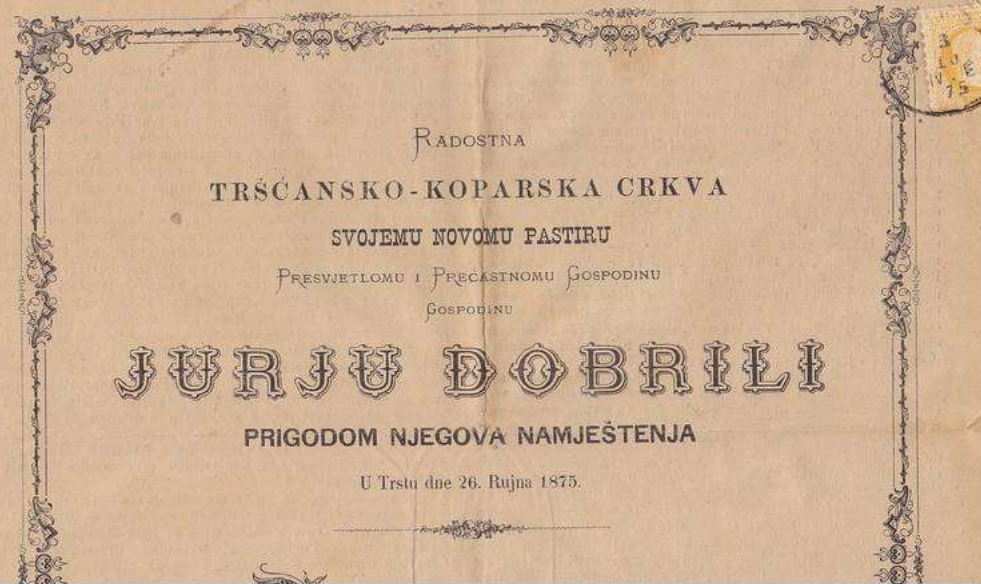 RADOSTNA
TRŠĆANSKO-KOPARSKA CRKVA
SVOJEMU NOVOMU PASTIRU
PRESVJETLOMU I PREČASTNOMU GOSPODINU
GOSPODINU
JURJU DOBRILI
PRIGODOM NJEGOVA NAMJEŠTENJA
U Trstu dne 26. Rujna 1875.